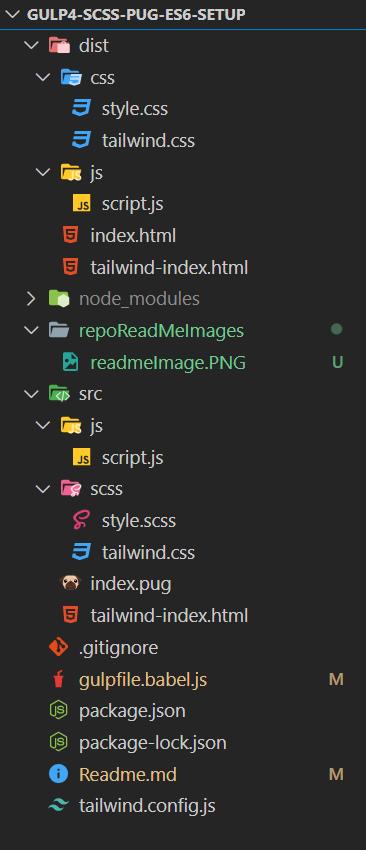 GULP4-SCSS-PUG-ES6-SETUP
dist
css
style.css
tailwind.css
js
JS script.js
index.html
tailwind-index.html
node_modules
repoReadMeImages
readmeImage.PNG U
src
js
JS script.js
scss
style.scss
tailwind.css
index.pug
tailwind-index.html
.gitignore
gulpfile.babel.js M
package.json
package-lock.json
Readme.md M
tailwind.config.js